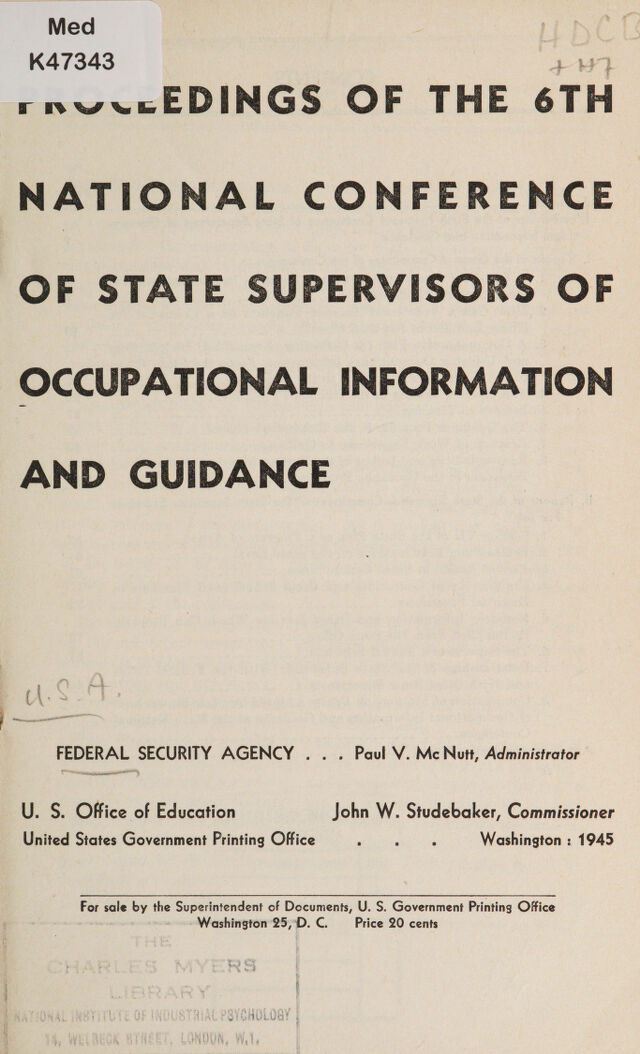 Med
K47343
HDCB
+H7
PROCEEDINGS OF THE 6TH
NATIONAL CONFERENCE
OF STATE SUPERVISORS OF
OCCUPATIONAL INFORMATION
AND GUIDANCE
U.S.A.
FEDERAL SECURITY AGENCY . . . Paul V. McNutt, Administrator
U. S. Office of Education John W. Studebaker, Commissioner
United States Government Printing Office . . . Washington : 1945
For sale by the Superintendent of Documents, U. S. Government Printing Office
Washington 25, D. C. Price 20 cents
THE
CHARLES MYERS
LIBRARY
NATIONAL INSTITUTE OF INDUSTRIAL PSYCHOLOGY
14, WELBECK STREET, LONDON, W.1.